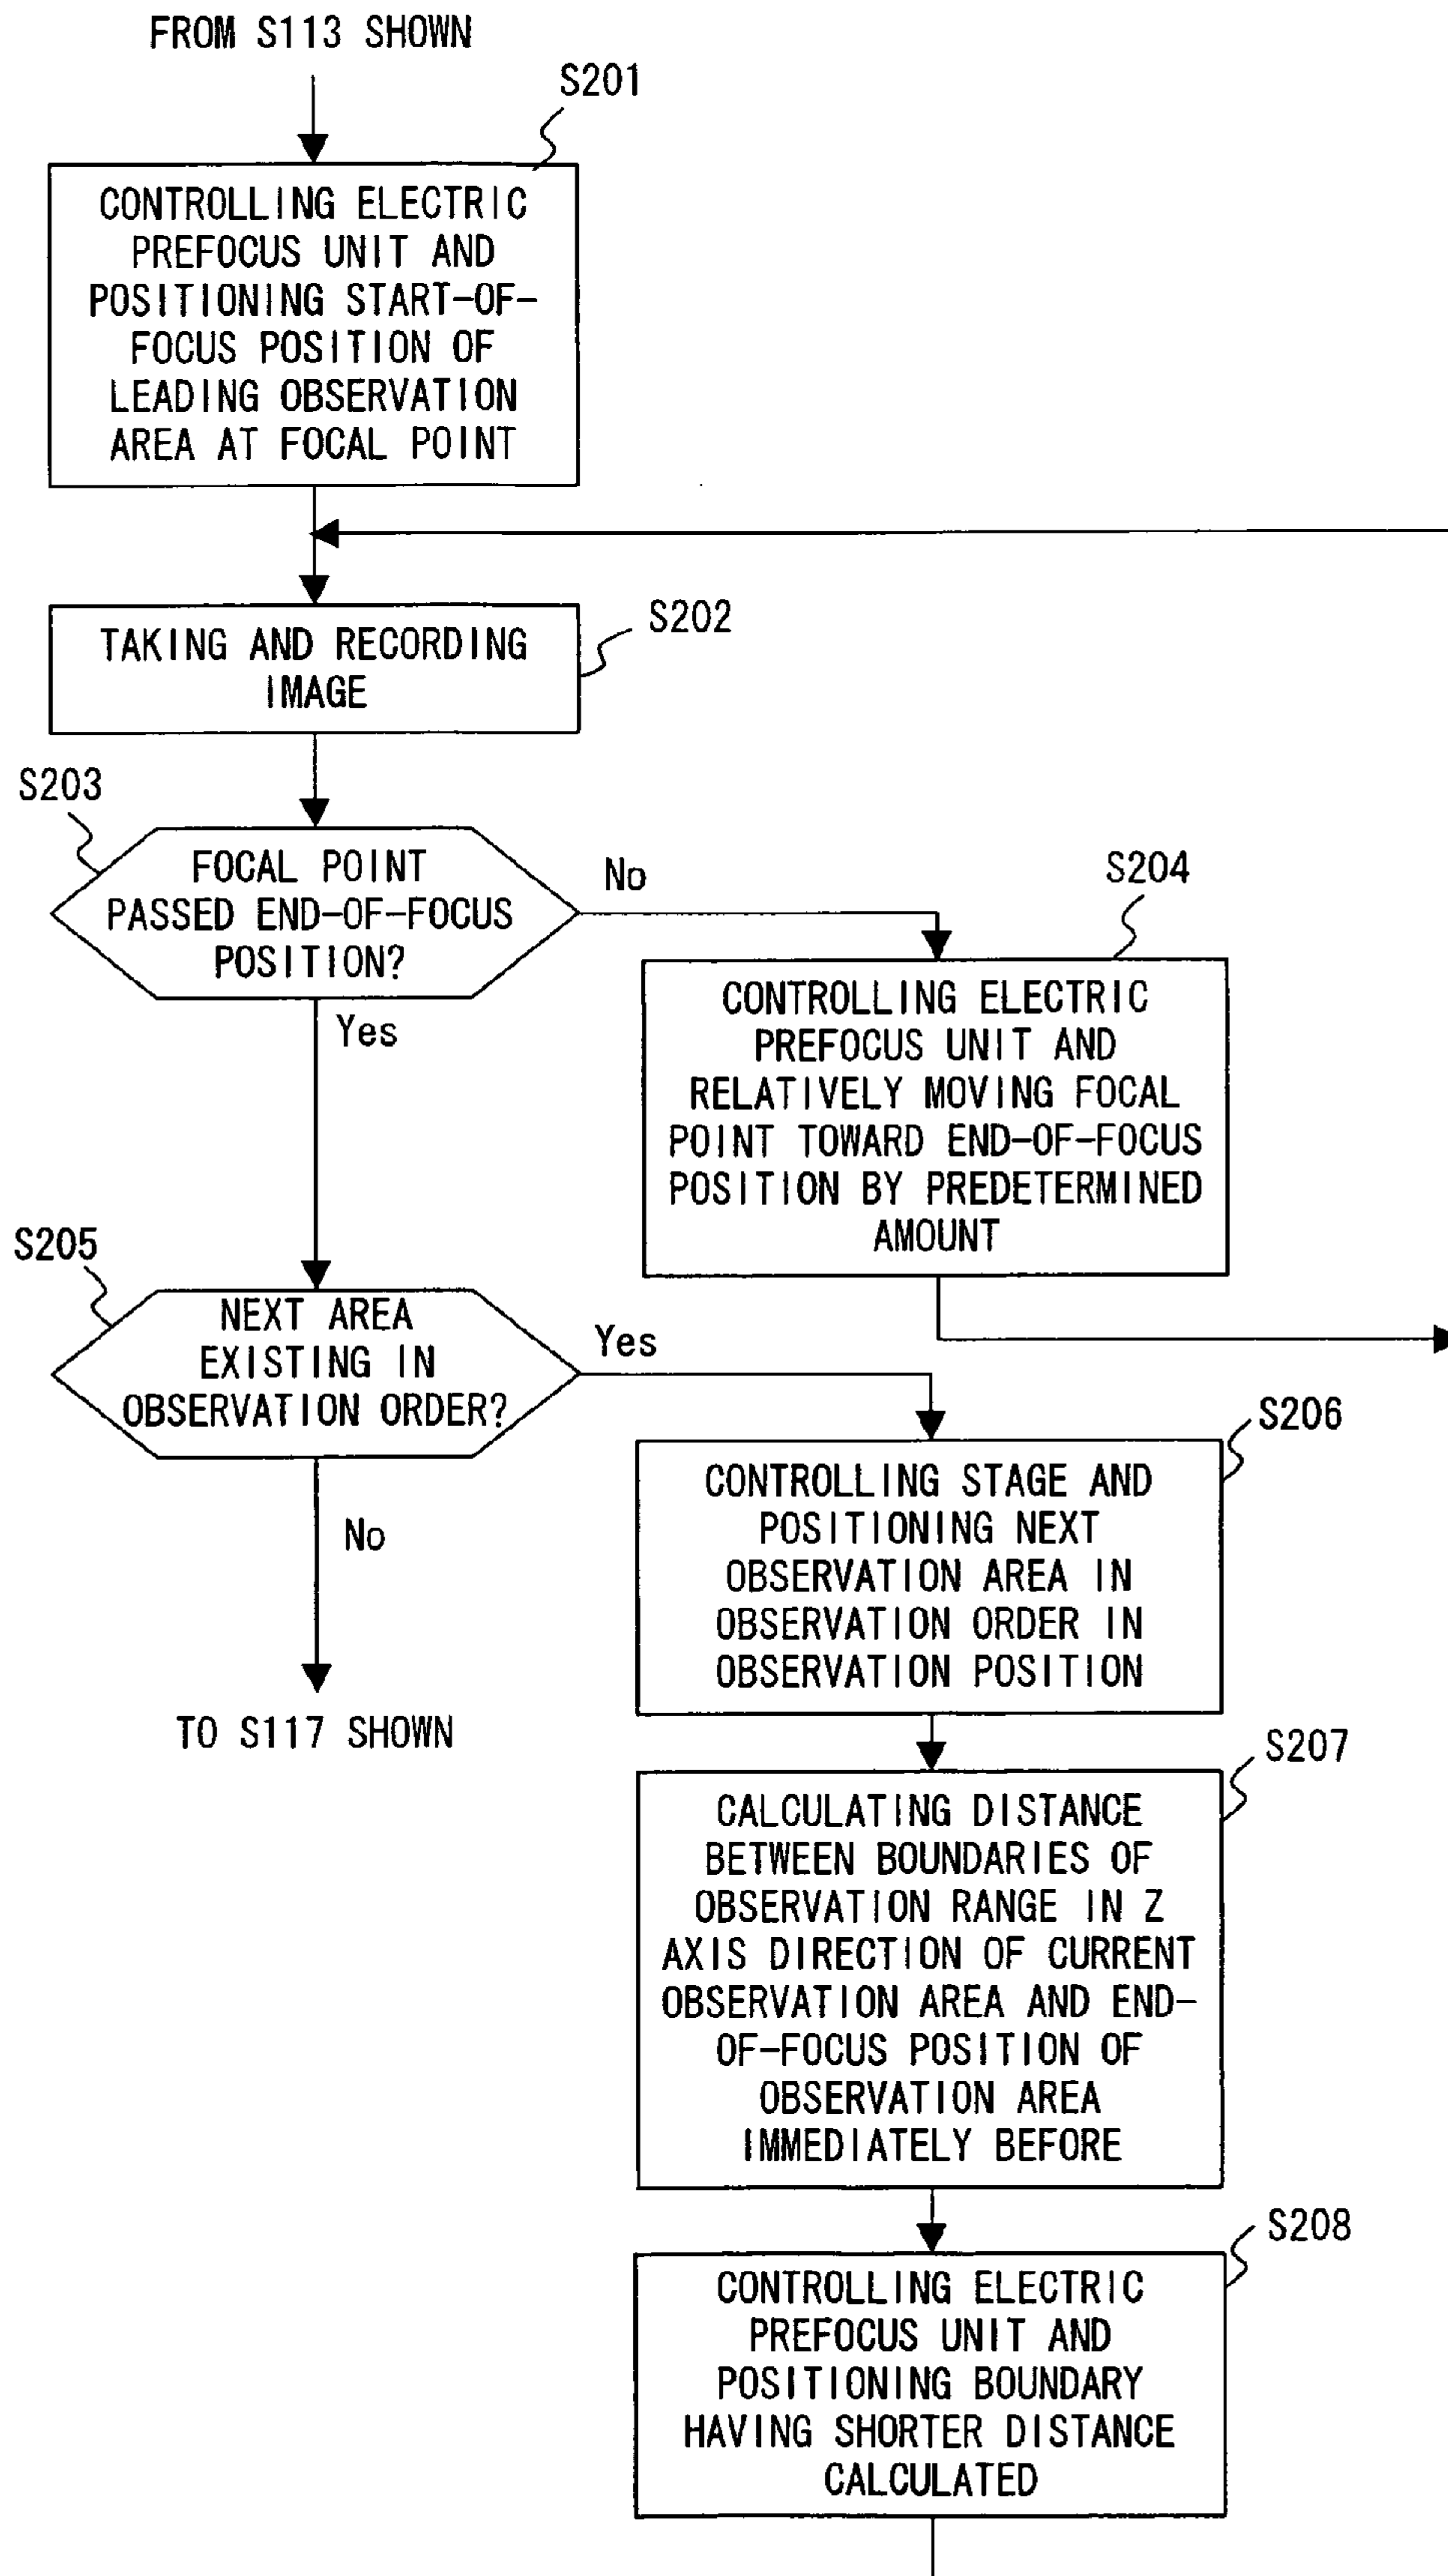 FROM S113 SHOWN
S201
CONTROLLING ELECTRIC
PREFOCUS UNIT AND
POSITIONING START-OF-
FOCUS POSITION OF
LEADING OBSERVATION
AREA AT FOCAL POINT
S202
TAKING AND RECORDING
IMAGE
S203
FOCAL POINT
PASSED END-OF-FOCUS
POSITION?
No
Yes
S204
CONTROLLING ELECTRIC
PREFOCUS UNIT AND
RELATIVELY MOVING FOCAL
POINT TOWARD END-OF-FOCUS
POSITION BY PREDETERMINED
AMOUNT
S205
NEXT AREA
EXISTING IN
OBSERVATION ORDER?
Yes
No
TO S117 SHOWN
S206
CONTROLLING STAGE AND
POSITIONING NEXT
OBSERVATION AREA IN
OBSERVATION ORDER IN
OBSERVATION POSITION
S207
CALCULATING DISTANCE
BETWEEN BOUNDARIES OF
OBSERVATION RANGE IN Z
AXIS DIRECTION OF CURRENT
OBSERVATION AREA AND END-
OF-FOCUS POSITION OF
OBSERVATION AREA
IMMEDIATELY BEFORE
S208
CONTROLLING ELECTRIC
PREFOCUS UNIT AND
POSITIONING BOUNDARY
HAVING SHORTER DISTANCE
CALCULATED